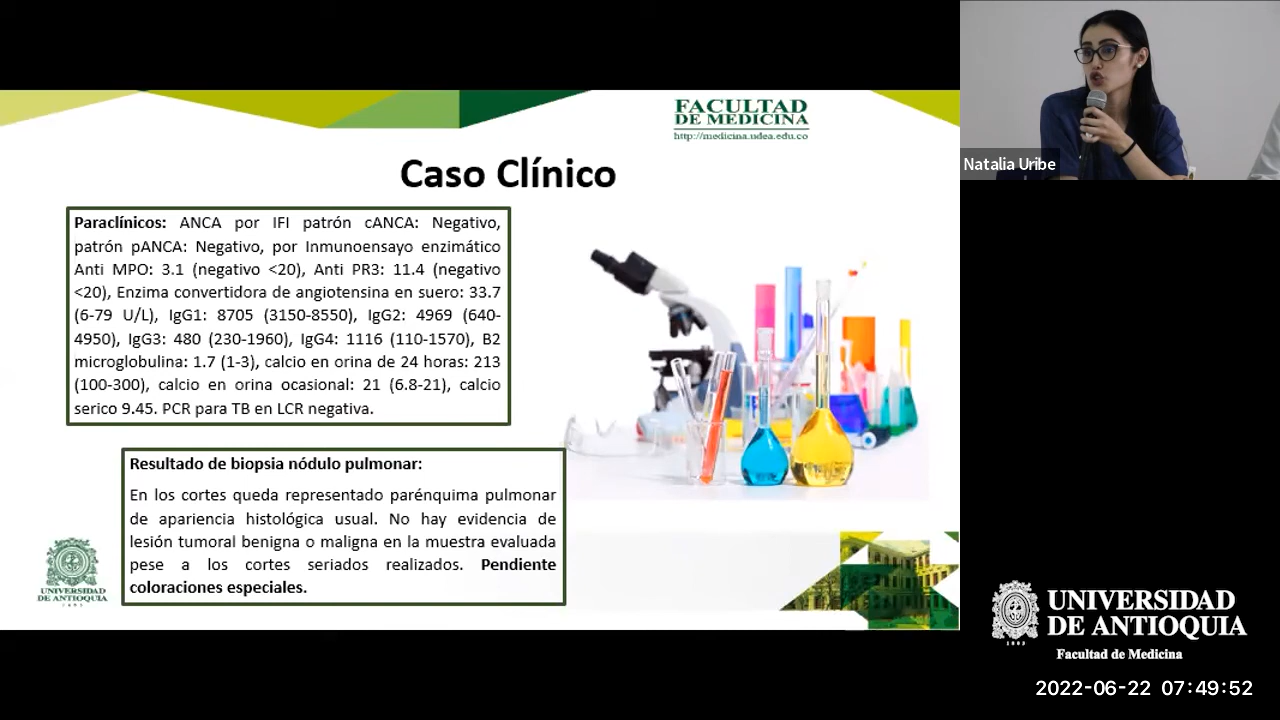 FACULTAD
DE MEDICINA
http://medicina.udea.edu.co
Caso Clínico
Paraclínicos: ANCA por IFI patrón cANCA: Negativo,
patrón pANCA: Negativo, por Inmunoensayo enzimático
Anti MPO: 3.1 (negativo <20), Anti PR3: 11.4 (negativo
<20), Enzima convertidora de angiotensina en suero: 33.7
(6-79 U/L), IgG1: 8705 (3150-8550), IgG2: 4969 (640-
4950), IgG3: 480 (230-1960), IgG4: 1116 (110-1570), B2
microglobulina: 1.7 (1-3), calcio en orina de 24 horas: 213
(100-300), calcio en orina ocasional: 21 (6.8-21), calcio
serico 9.45. PCR para TB en LCR negativa.
Resultado de biopsia nódulo pulmonar:
En los cortes queda representado parénquima pulmonar
de apariencia histológica usual. No hay evidencia de
lesión tumoral benigna o maligna en la muestra evaluada
pese a los cortes seriados realizados. Pendiente
coloraciones especiales.
UNIVERSIDAD
DE ANTIOQUIA
1803
Natalia Uribe
UNIVERSIDAD
DE ANTIOQUIA
1803
Facultad de Medicina
2022-06-22 07:49:52